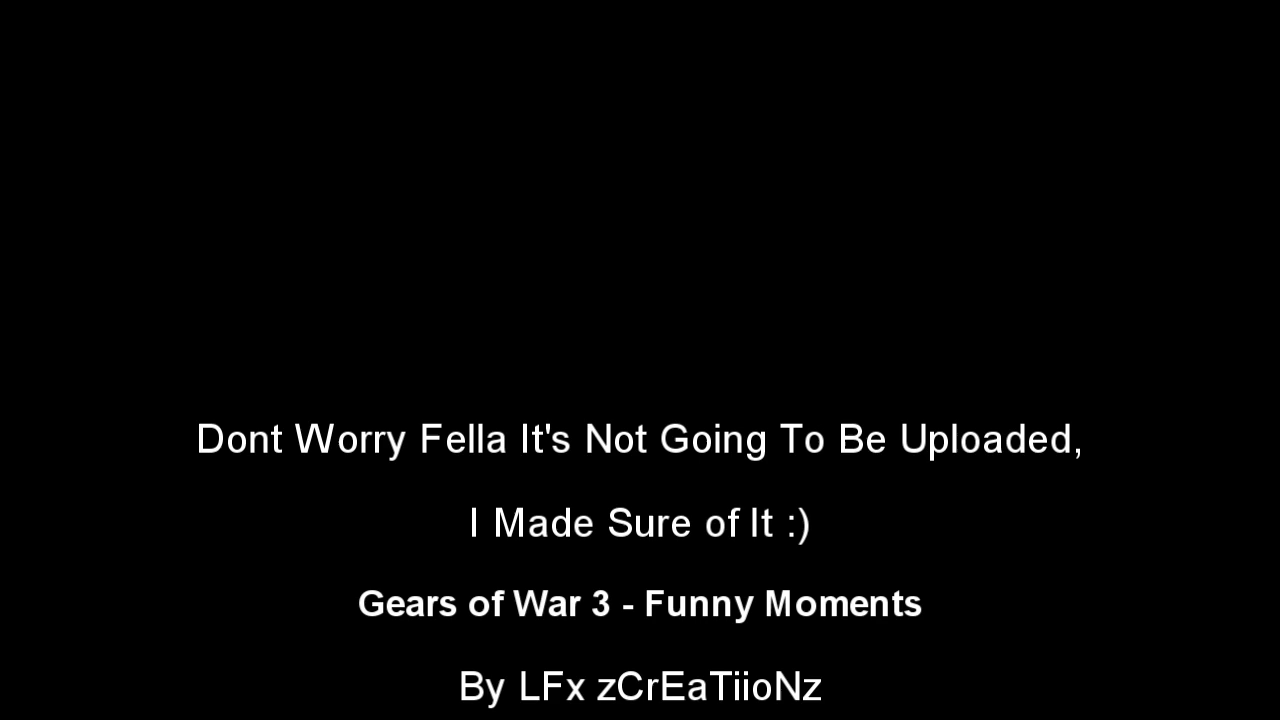 Dont Worry Fella It's Not Going To Be Uploaded,
I Made Sure of It :)
Gears of War 3 - Funny Moments
By LFx zCrEaTiioNz